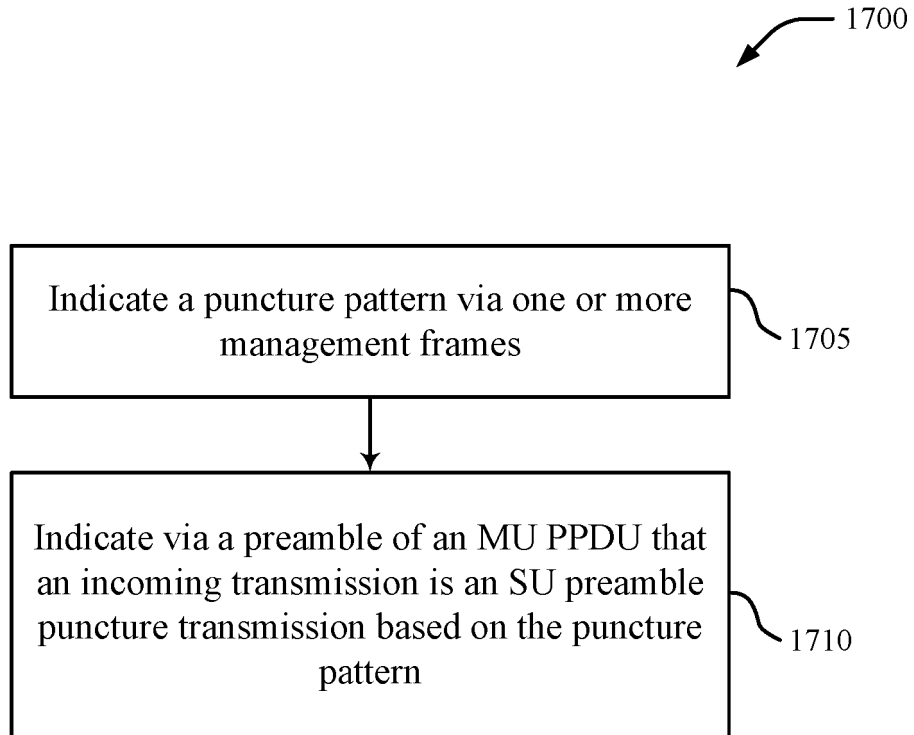 1700
Indicate a puncture pattern via one or more
management frames
1705
Indicate via a preamble of an MU PPDU that
an incoming transmission is an SU preamble
puncture transmission based on the puncture
pattern
1710